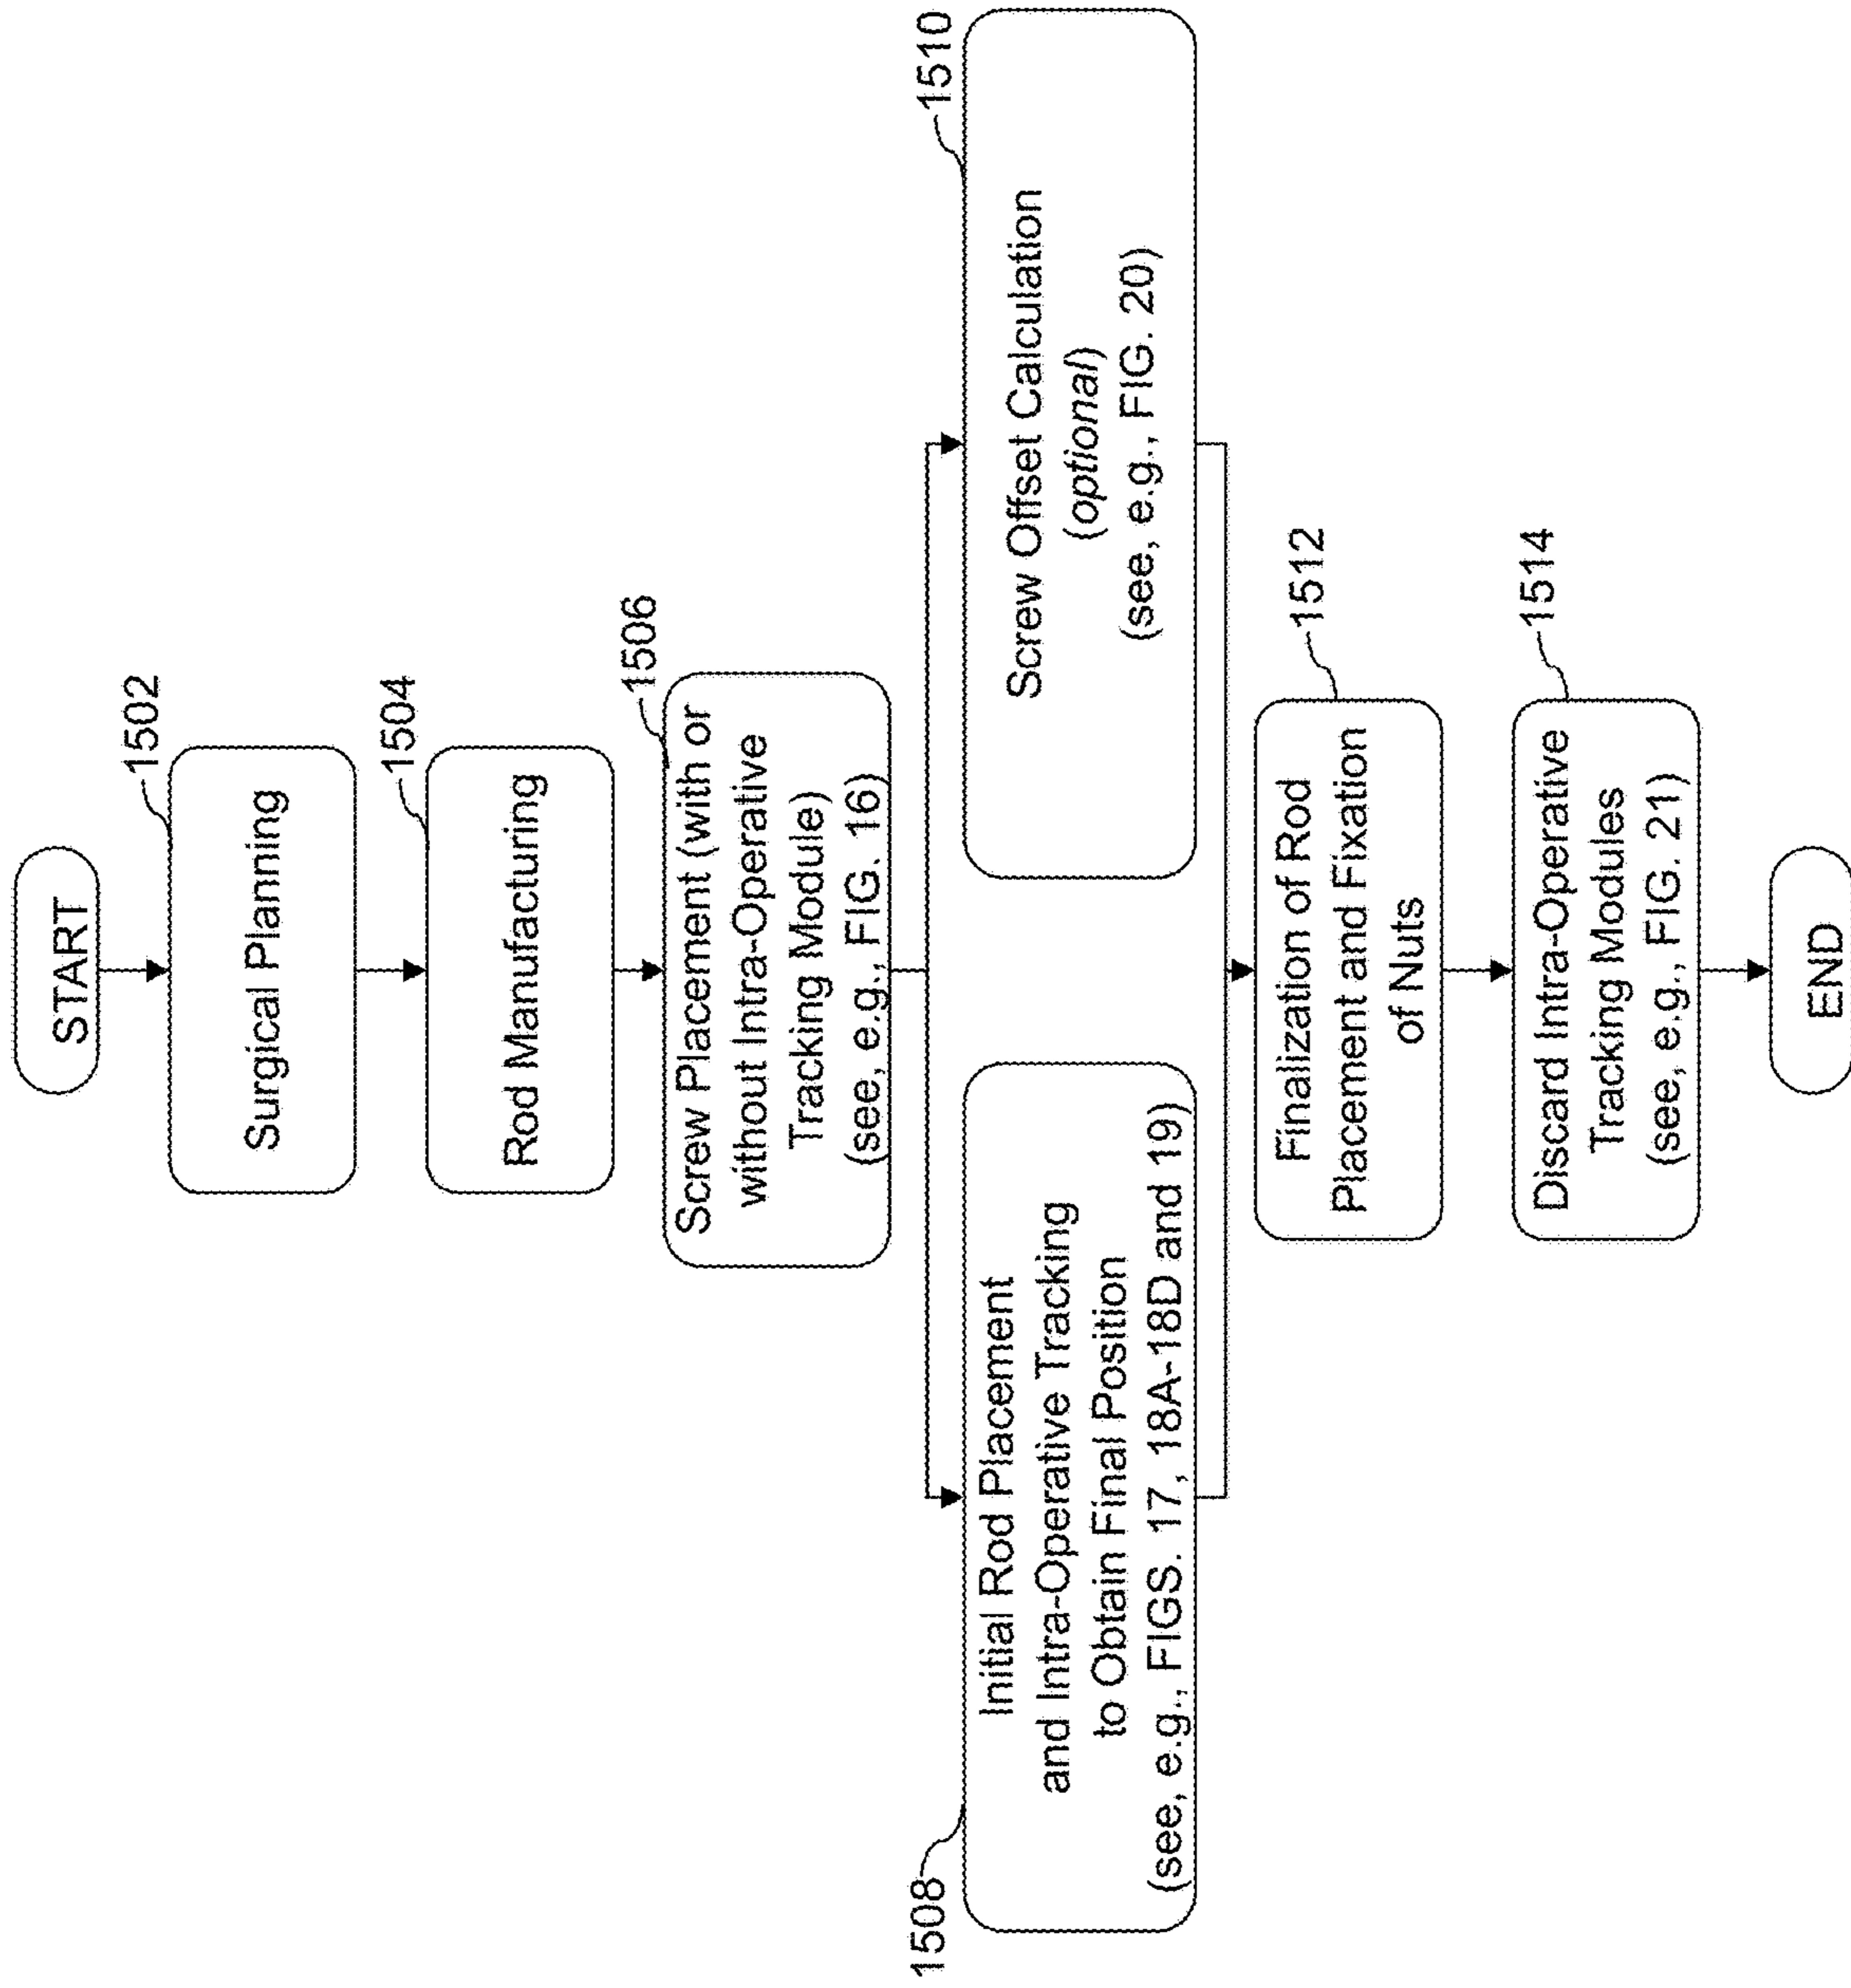 START
1502
Surgical Planning
1504
Rod Manufacturing
1506
Screw Placement (with or
without Intra-Operative
Tracking Module)
(see, e.g., FIG. 16)
1508
Initial Rod Placement
and Intra-Operative Tracking
to Obtain Final Position
(see, e.g., FIGS. 17, 18A-18D and 19)
1510
Screw Offset Calculation
(optional)
(see, e.g., FIG. 20)
1512
Finalization of Rod
Placement and Fixation
of Nuts
1514
Discard Intra-Operative
Tracking Modules
(see, e.g., FIG. 21)
END